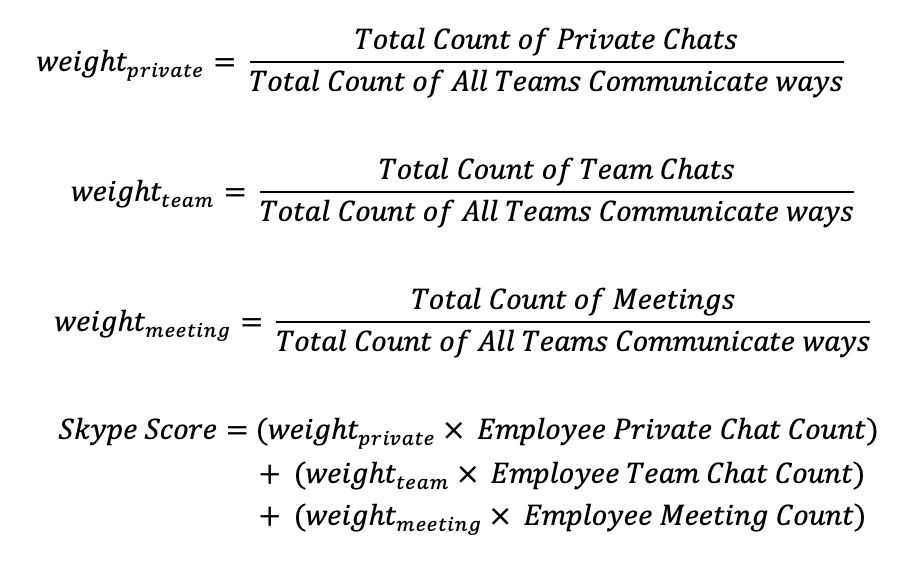 weight_private = Total Count of Private Chats / Total Count of All Teams Communicate ways
weight_team = Total Count of Team Chats / Total Count of All Teams Communicate ways
weight_meeting = Total Count of Meetings / Total Count of All Teams Communicate ways
Skype Score = (weight_private × Employee Private Chat Count)
+ (weight_team × Employee Team Chat Count)
+ (weight_meeting × Employee Meeting Count)